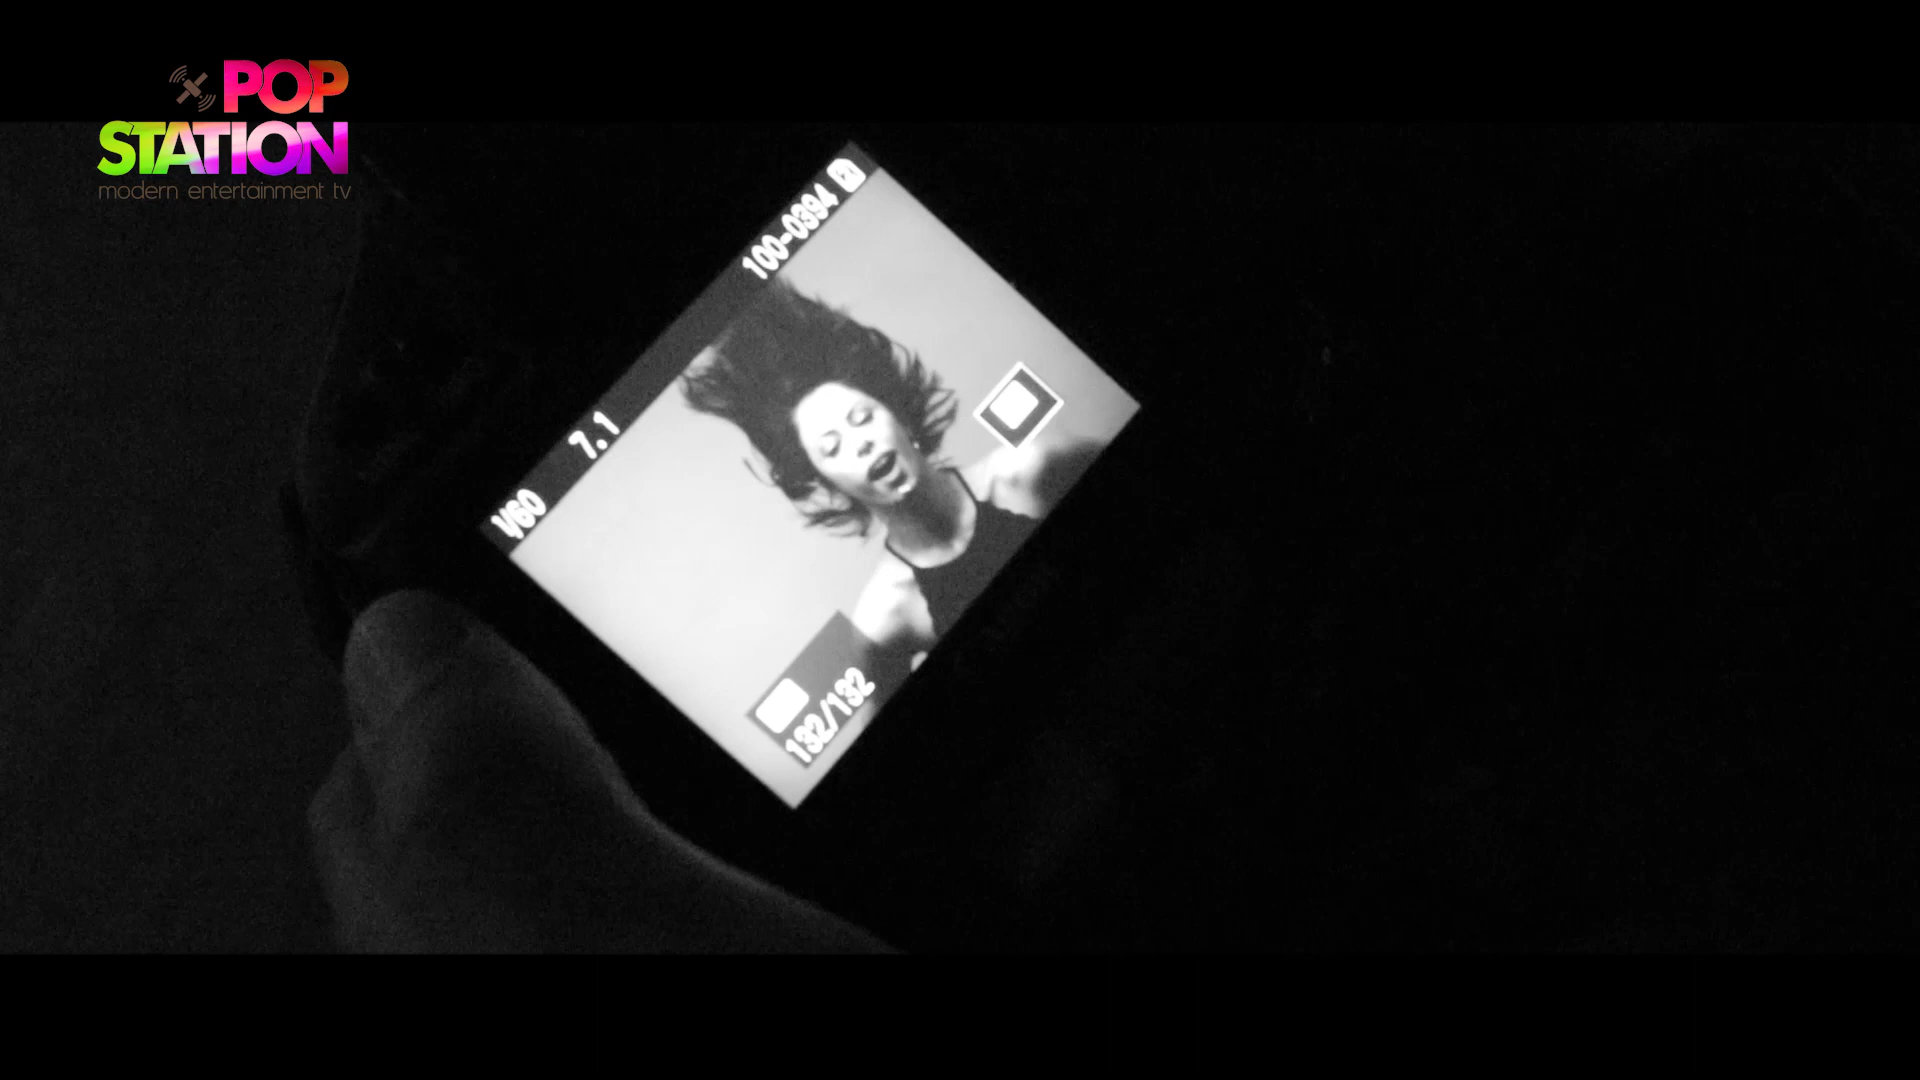 POP
STATION
modern entertainment tv
100-0394
1/60 7.1
132/132